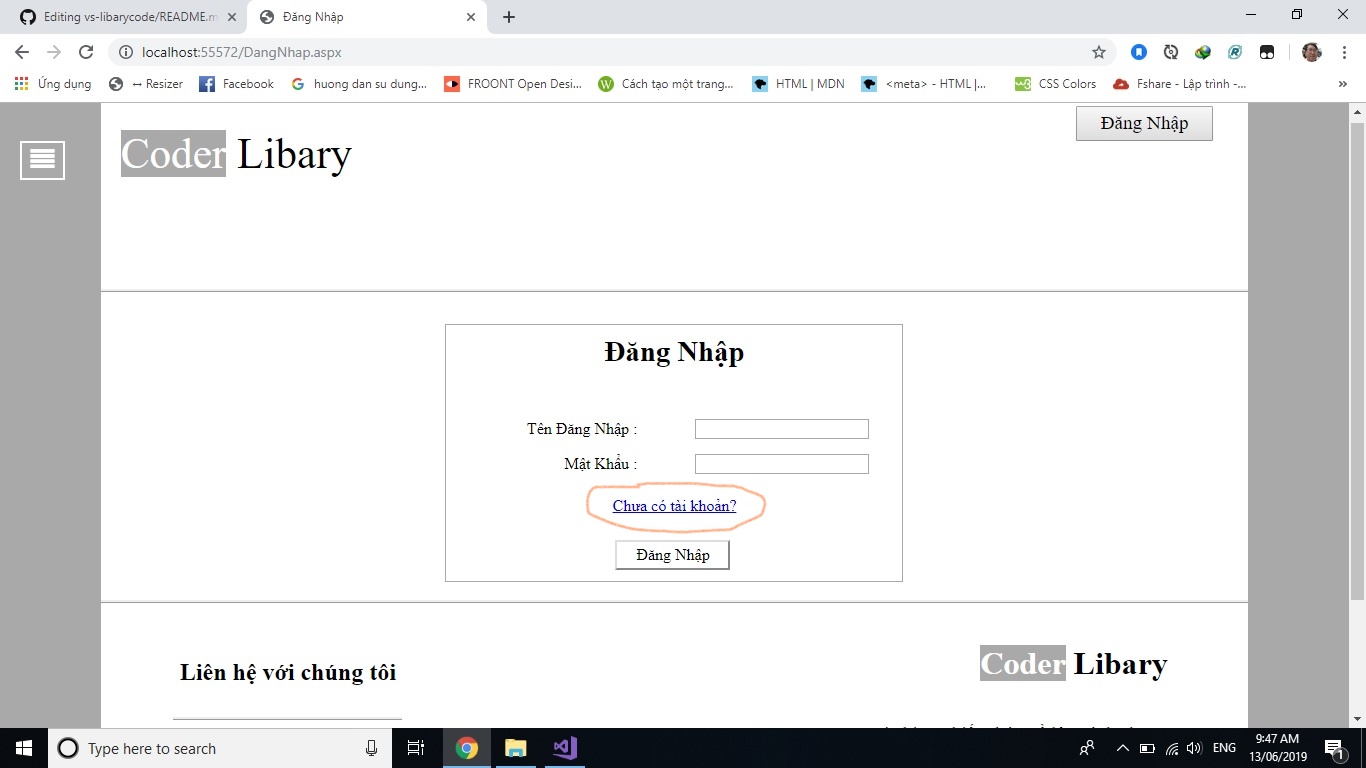 Editing vs-libarycode/README.m
Đăng Nhập
localhost:55572/DangNhap.aspx
Ứng dụng
↔ Resizer
Facebook
huong dan su dung...
FROONT Open Desi...
Cách tạo một trang...
HTML | MDN
<meta> - HTML |...
CSS Colors
Fshare - Lập trình -...
»
Coder Libary
Đăng Nhập
Đăng Nhập
Tên Đăng Nhập :
Mật Khẩu :
Chưa có tài khoản?
Đăng Nhập
Liên hệ với chúng tôi
Coder Libary
Type here to search
ENG
9:47 AM
13/06/2019
1